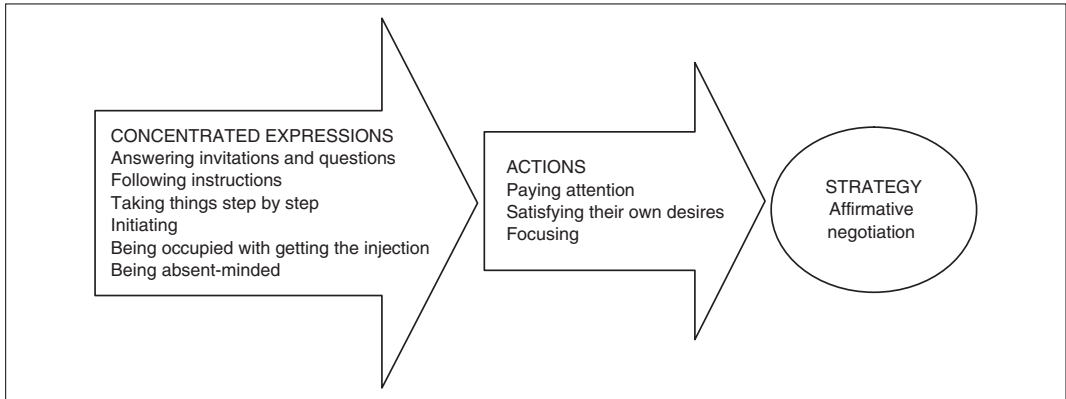 CONCENTRATED EXPRESSIONS
Answering invitations and questions
Following instructions
Taking things step by step
Initiating
Being occupied with getting the injection
Being absent-minded
ACTIONS
Paying attention
Satisfying their own desires
Focusing
STRATEGY
Affirmative
negotiation